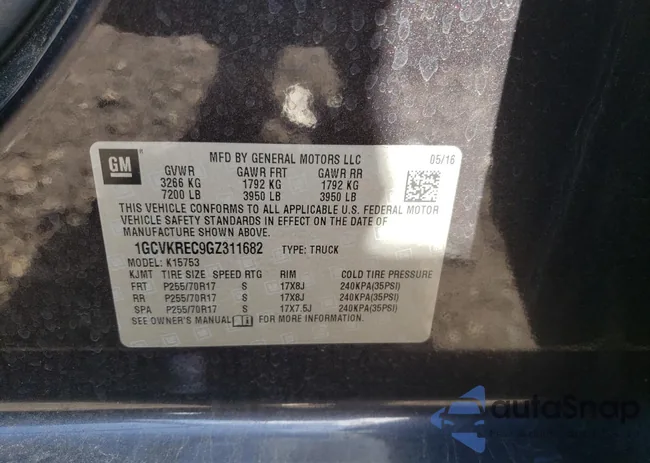 GM
MFD BY GENERAL MOTORS LLC 05/16
GVWR GAWR FRT GAWR RR
3266 KG 1792 KG 1792 KG
7200 LB 3950 LB 3950 LB
THIS VEHICLE CONFORMS TO ALL APPLICABLE U.S. FEDERAL MOTOR
VEHICLE SAFETY STANDARDS IN EFFECT ON THE DATE OF
MANUFACTURE SHOWN ABOVE.
1GCVKREC9GZ311682 TYPE: TRUCK
MODEL: K15753
KJMT TIRE SIZE SPEED RTG RIM COLD TIRE PRESSURE
FRT P255/70R17 S 17X8J 240KPA(35PSI)
RR P255/70R17 S 17X8J 240KPA(35PSI)
SPA P255/70R17 S 17X7.5J 240KPA(35PSI)
SEE OWNER'S MANUAL FOR MORE INFORMATION.
autoSnap